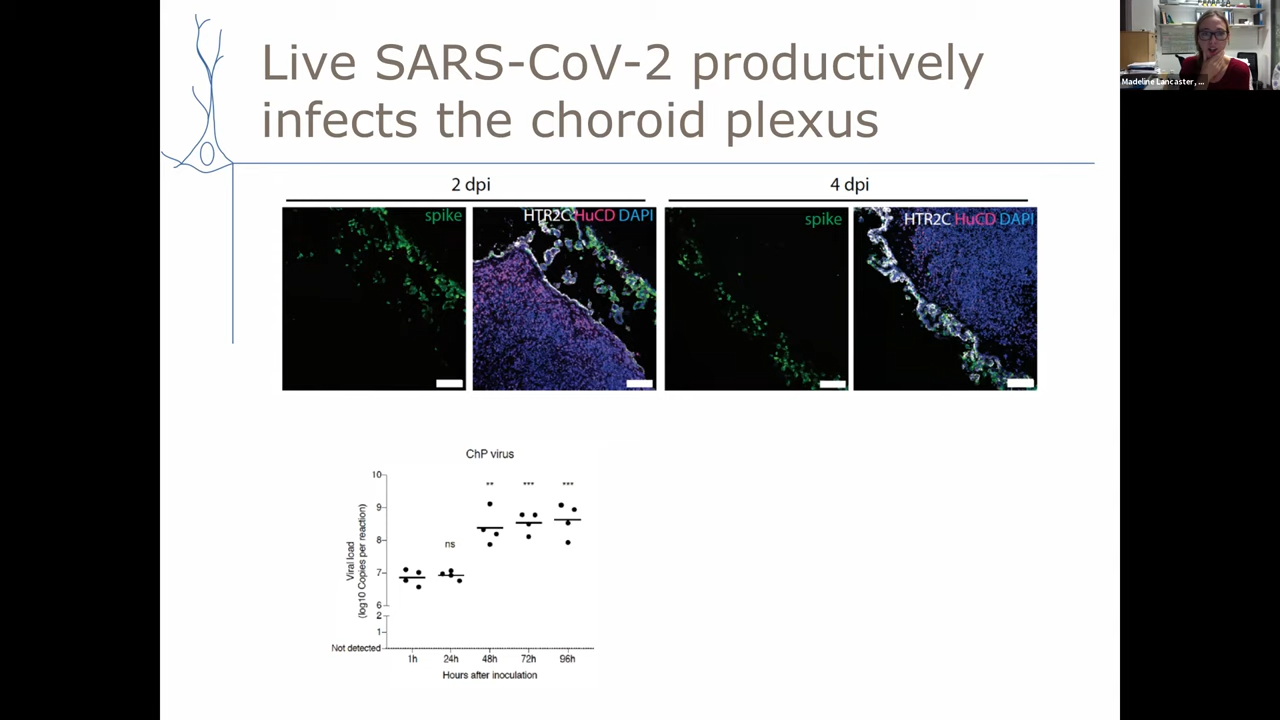 Live SARS-CoV-2 productively
infects the choroid plexus
Madeline Lancaster, ...
2 dpi
4 dpi
spike
HTR2C HuCD DAPI
spike
HTR2C HuCD DAPI
ChP virus
Viral load
(log10 Copies per reaction)
10
9
8
7
6
2
1
Not detected
ns
**
***
***
1h 24h 48h 72h 96h
Hours after inoculation